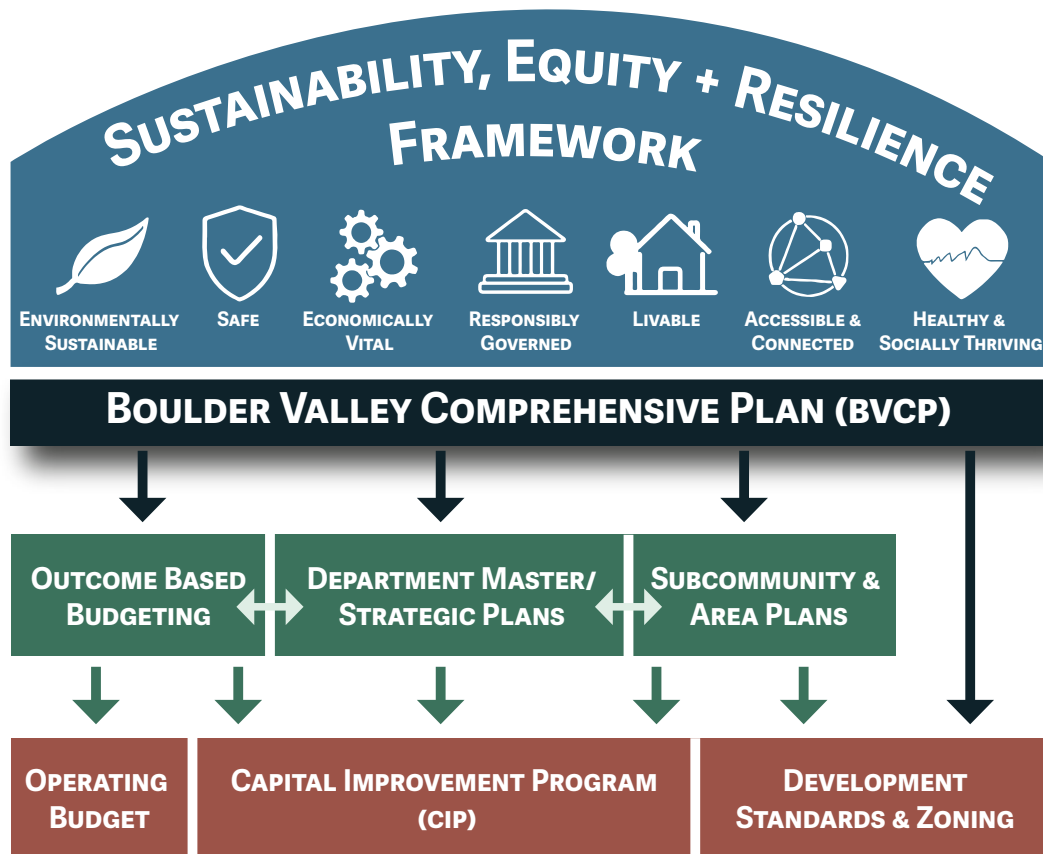 SUSTAINABILITY, EQUITY + RESILIENCE
FRAMEWORK
ENVIRONMENTALLY
SUSTAINABLE
SAFE
ECONOMICALLY
VITAL
RESPONSIBLY
GOVERNED
LIVABLE
ACCESSIBLE &
CONNECTED
HEALTHY &
SOCIALLY THRIVING
BOULDER VALLEY COMPREHENSIVE PLAN (BVCP)
OUTCOME BASED
BUDGETING
DEPARTMENT MASTER/
STRATEGIC PLANS
SUBCOMMUNITY &
AREA PLANS
OPERATING
BUDGET
CAPITAL IMPROVEMENT PROGRAM
(CIP)
DEVELOPMENT
STANDARDS & ZONING